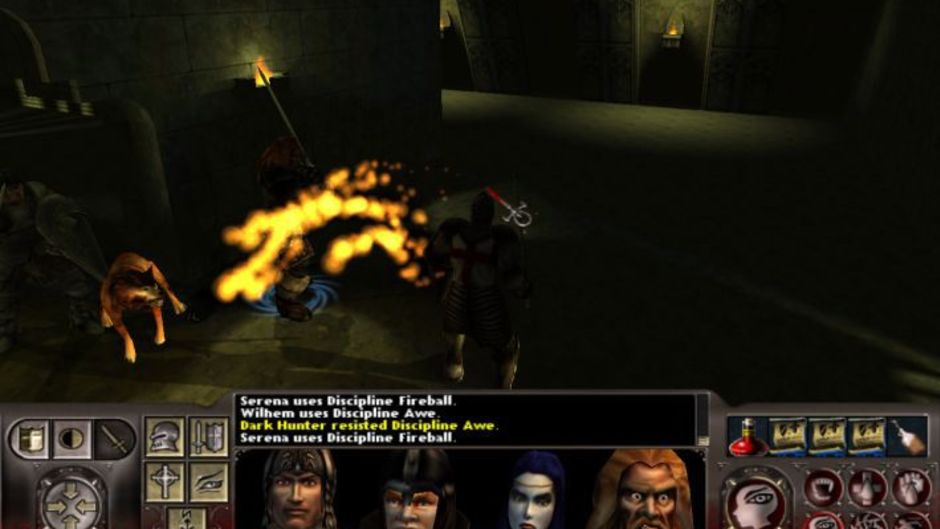 Serena uses Discipline Fireball.
Wilhem uses Discipline Awe.
Dark Hunter resisted Discipline Awe.
Serena uses Discipline Fireball.